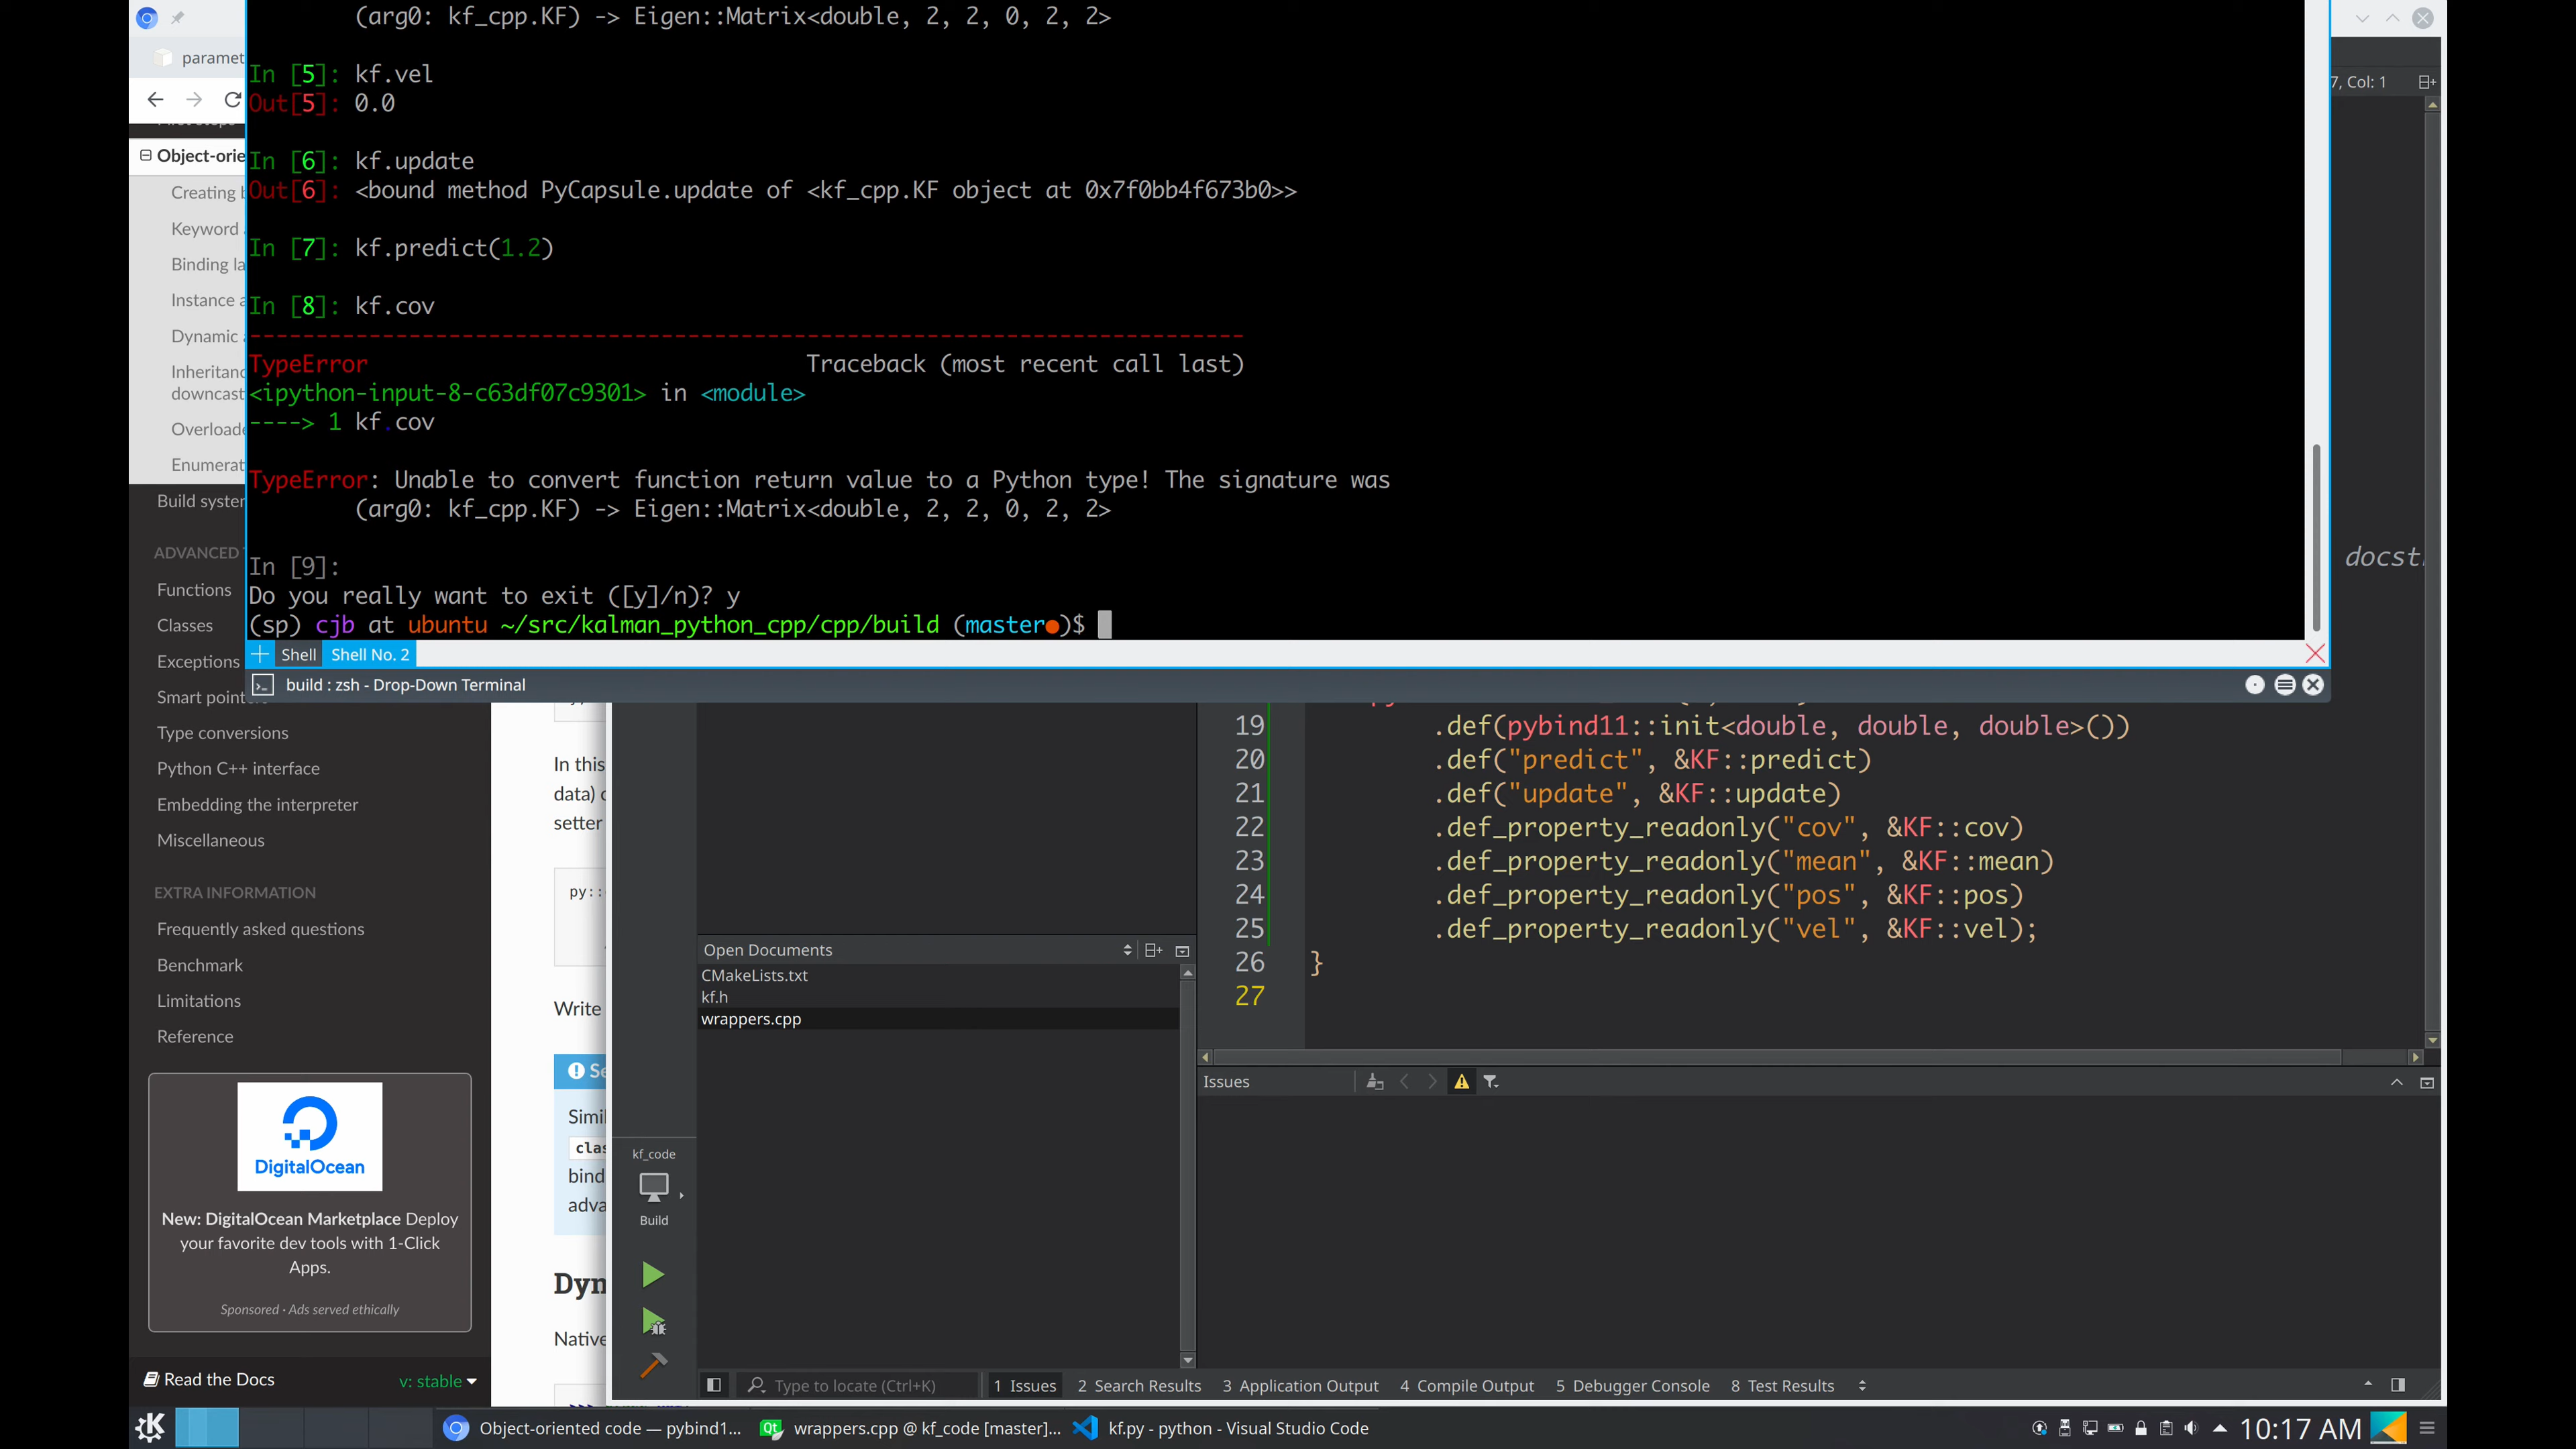 (arg0: kf_cpp.KF) -> Eigen::Matrix<double, 2, 2, 0, 2, 2>
In [5]: kf.vel
Out[5]: 0.0
In [6]: kf.update
Out[6]: <bound method PyCapsule.update of <kf_cpp.KF object at 0x7f0bb4f673b0>>
In [7]: kf.predict(1.2)
In [8]: kf.cov
---------------------------------------------------------------------------
TypeError Traceback (most recent call last)
<ipython-input-8-c63df07c9301> in <module>
----> 1 kf.cov
TypeError: Unable to convert function return value to a Python type! The signature was
(arg0: kf_cpp.KF) -> Eigen::Matrix<double, 2, 2, 0, 2, 2>
In [9]:
Do you really want to exit ([y]/n)? y
(sp) cjb at ubuntu ~/src/kalman_python_cpp/cpp/build (master●)$
Shell Shell No. 2
build : zsh - Drop-Down Terminal
paramet
Object-orie
Creating b
Keyword
Binding la
Instance a
Dynamic
Inheritanc
downcast
Overloade
Enumerat
Build system
ADVANCED
Functions
Classes
Exceptions
Smart pointe
Type conversions
Python C++ interface
Embedding the interpreter
Miscellaneous
EXTRA INFORMATION
Frequently asked questions
Benchmark
Limitations
Reference
DigitalOcean
New: DigitalOcean Marketplace Deploy
your favorite dev tools with 1-Click
Apps.
Sponsored · Ads served ethically
Read the Docs v: stable
In this
data) c
setter
py::
Write
Se
Simil
clas
bind
adva
Dyn
Native
7, Col: 1
docst
19 .def(pybind11::init<double, double, double>())
20 .def("predict", &KF::predict)
21 .def("update", &KF::update)
22 .def_property_readonly("cov", &KF::cov)
23 .def_property_readonly("mean", &KF::mean)
24 .def_property_readonly("pos", &KF::pos)
25 .def_property_readonly("vel", &KF::vel);
26 }
27
Open Documents
CMakeLists.txt
kf.h
wrappers.cpp
Issues
kf_code
Build
Type to locate (Ctrl+K) 1 Issues 2 Search Results 3 Application Output 4 Compile Output 5 Debugger Console 8 Test Results
Object-oriented code — pybind1... wrappers.cpp @ kf_code [master]... kf.py - python - Visual Studio Code 10:17 AM